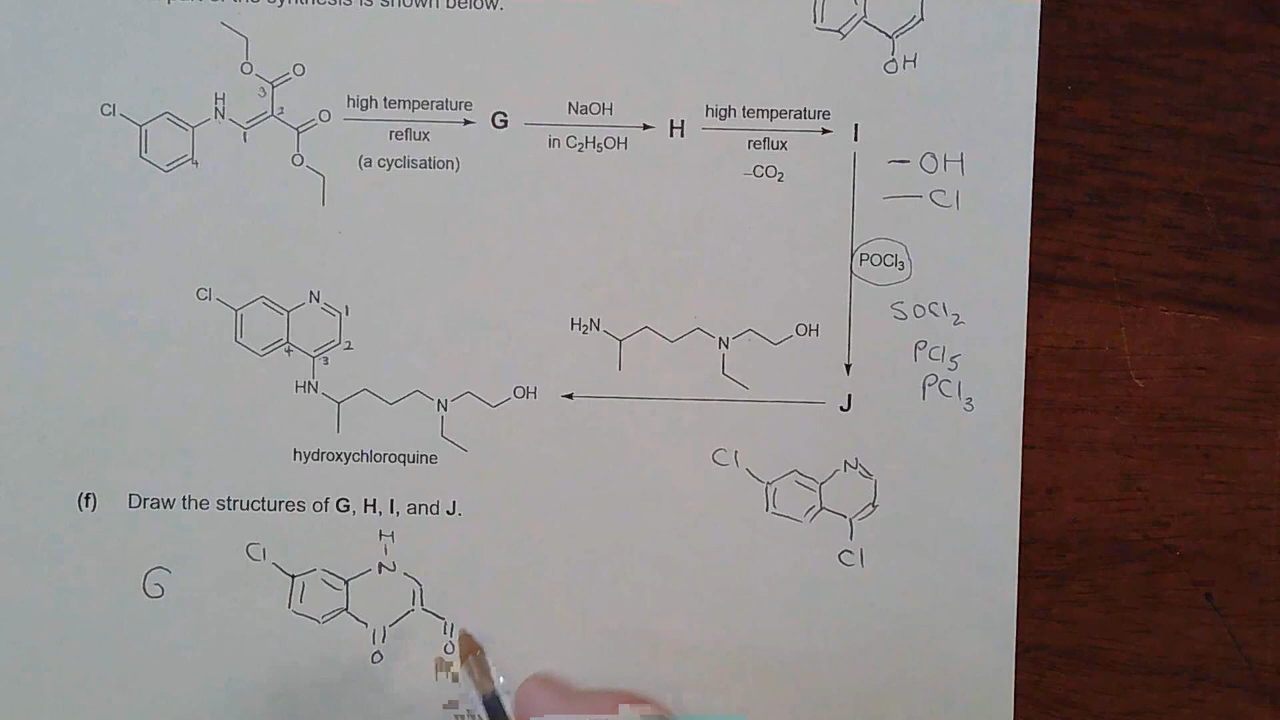 part of the synthesis is shown below.
OH
O O
3
H
N
Cl
2
O
1
O
4
high temperature
reflux
(a cyclisation)
G
NaOH
in C₂H₅OH
H
high temperature
reflux
–CO₂
I
– OH
— Cl
POCl₃
SOCl₂
PCl₅
PCl₃
Cl
N
1
2
4
3
HN
N
OH
hydroxychloroquine
H₂N
N
OH
J
Cl
N
Cl
(f) Draw the structures of G, H, I, and J.
G
Cl
H
N
O
O